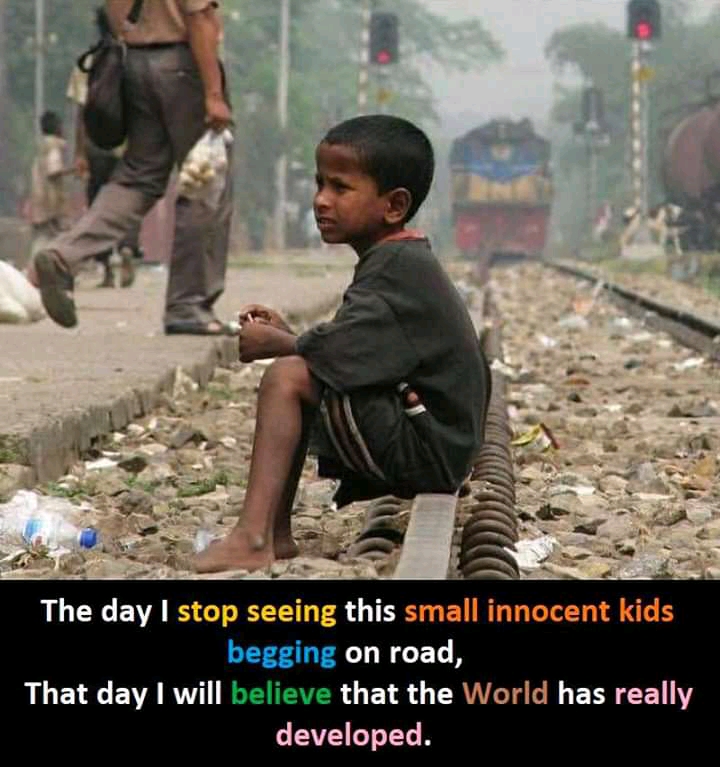 The day I stop seeing this small innocent kids
begging on road,
That day I will believe that the World has really
developed.